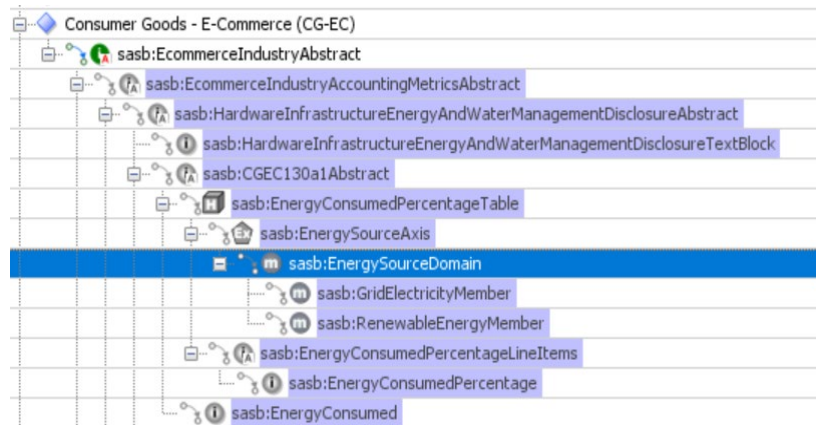 Consumer Goods - E-Commerce (CG-EC)
sasb:EcommerceIndustryAbstract
sasb:EcommerceIndustryAccountingMetricsAbstract
sasb:HardwareInfrastructureEnergyAndWaterManagementDisclosureAbstract
sasb:HardwareInfrastructureEnergyAndWaterManagementDisclosureTextBlock
sasb:CGEC130a1Abstract
sasb:EnergyConsumedPercentageTable
sasb:EnergySourceAxis
sasb:EnergySourceDomain
sasb:GridElectricityMember
sasb:RenewableEnergyMember
sasb:EnergyConsumedPercentageLineItems
sasb:EnergyConsumedPercentage
sasb:EnergyConsumed